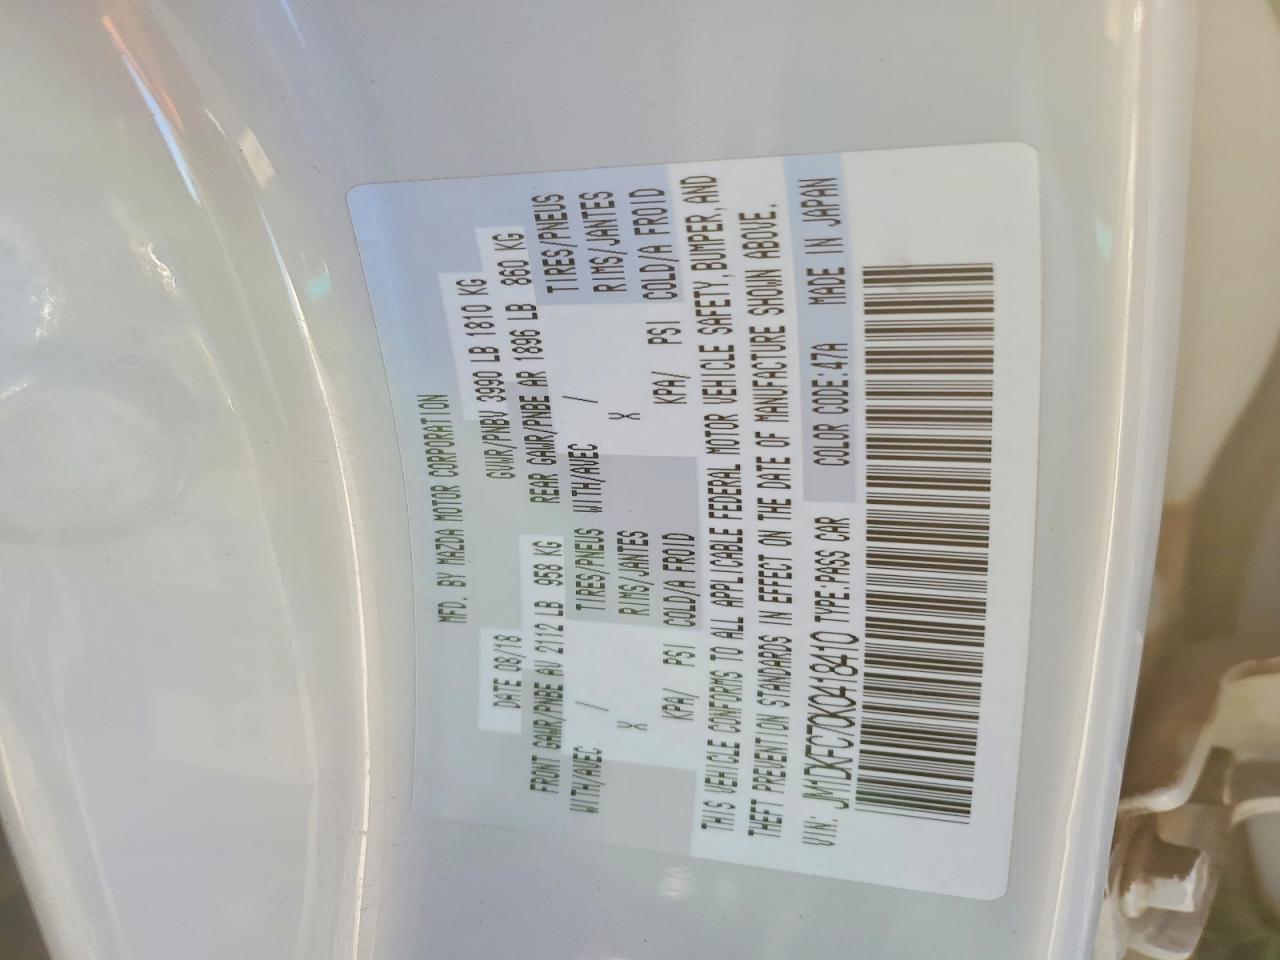 MFD. BY MAZDA MOTOR CORPORATION
DATE 08/18 GVWR/PNBV 3990 LB 1810 KG
FRONT GAWR/PNBE AV 2112 LB 958 KG REAR GAWR/PNBE AR 1896 LB 860 KG
WITH/AVEC / TIRES/PNEUS WITH/AVEC / TIRES/PNEUS
X RIMS/JANTES X RIMS/JANTES
KPA/ PSI COLD/A FROID KPA/ PSI COLD/A FROID
THIS VEHICLE CONFORMS TO ALL APPLICABLE FEDERAL MOTOR VEHICLE SAFETY, BUMPER, AND
THEFT PREVENTION STANDARDS IN EFFECT ON THE DATE OF MANUFACTURE SHOWN ABOVE.
VIN: JM1DKFC70K0418410 TYPE:PASS CAR COLOR CODE:47A MADE IN JAPAN